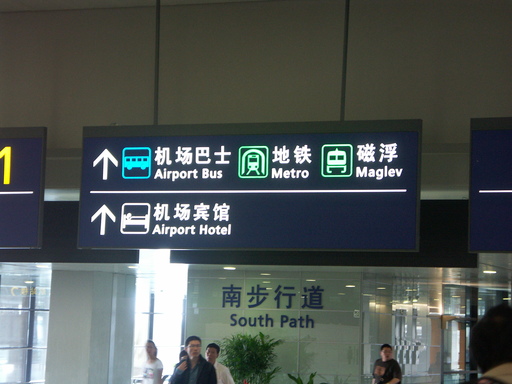 1
机场巴士 地铁 磁浮
Airport Bus Metro Maglev
机场宾馆
Airport Hotel
南步行道
South Path